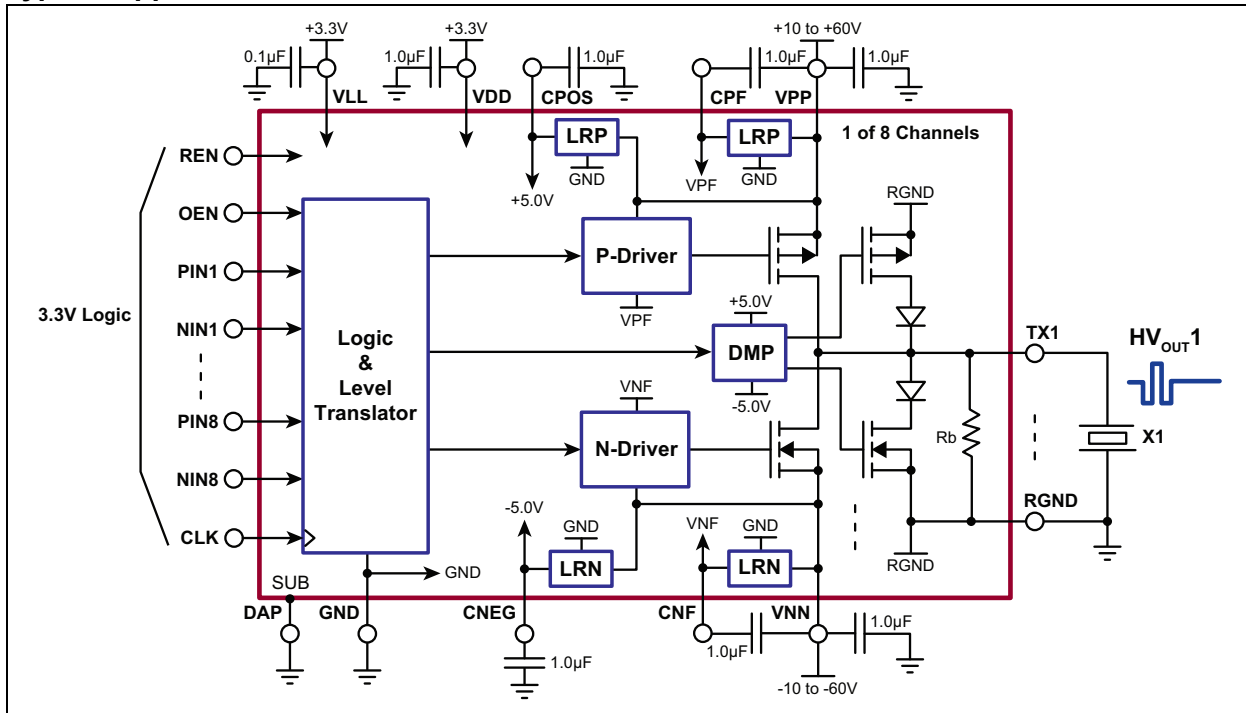 +3.3V
+3.3V
+10 to +60V
0.1μF
1.0μF
1.0μF
1.0μF
1.0μF
VLL
VDD
CPOS
CPF
VPP
1 of 8 Channels
LRP
LRP
GND
GND
+5.0V
VPF
RGND
REN
OEN
PIN1
NIN1
PIN8
NIN8
CLK
3.3V Logic
Logic
&
Level
Translator
P-Driver
VPF
+5.0V
DMP
-5.0V
VNF
N-Driver
TX1
HVOUT1
Rb
X1
RGND
-5.0V
GND
LRN
VNF
GND
LRN
RGND
GND
SUB
DAP
GND
CNEG
CNF
VNN
1.0μF
1.0μF
1.0μF
-10 to -60V